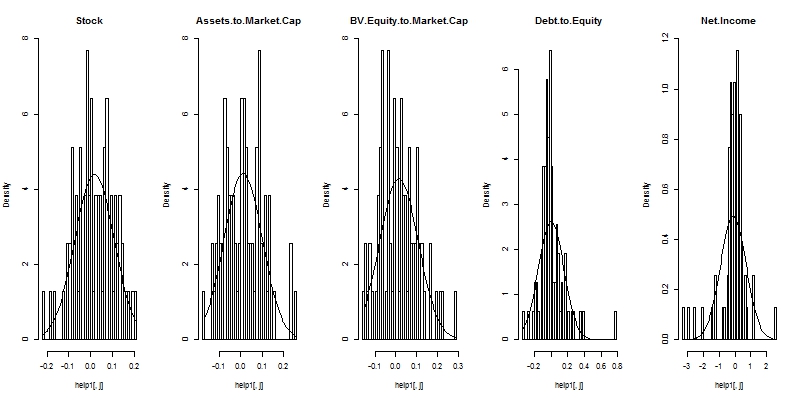 Stock
Assets.to.Market.Cap
BV.Equity.to.Market.Cap
Debt.to.Equity
Net.Income
Density
0 2 4 6 8
-0.2 -0.1 0.0 0.1 0.2
help1[, j]
Density
0 2 4 6 8
-0.1 0.0 0.1 0.2
help1[, j]
Density
0 2 4 6 8
-0.1 0.0 0.1 0.2 0.3
help1[, j]
Density
0 1 2 3 4 5 6
-0.2 0.0 0.2 0.4 0.6 0.8
help1[, j]
Density
0.0 0.2 0.4 0.6 0.8 1.0 1.2
-3 -2 -1 0 1 2
help1[, j]